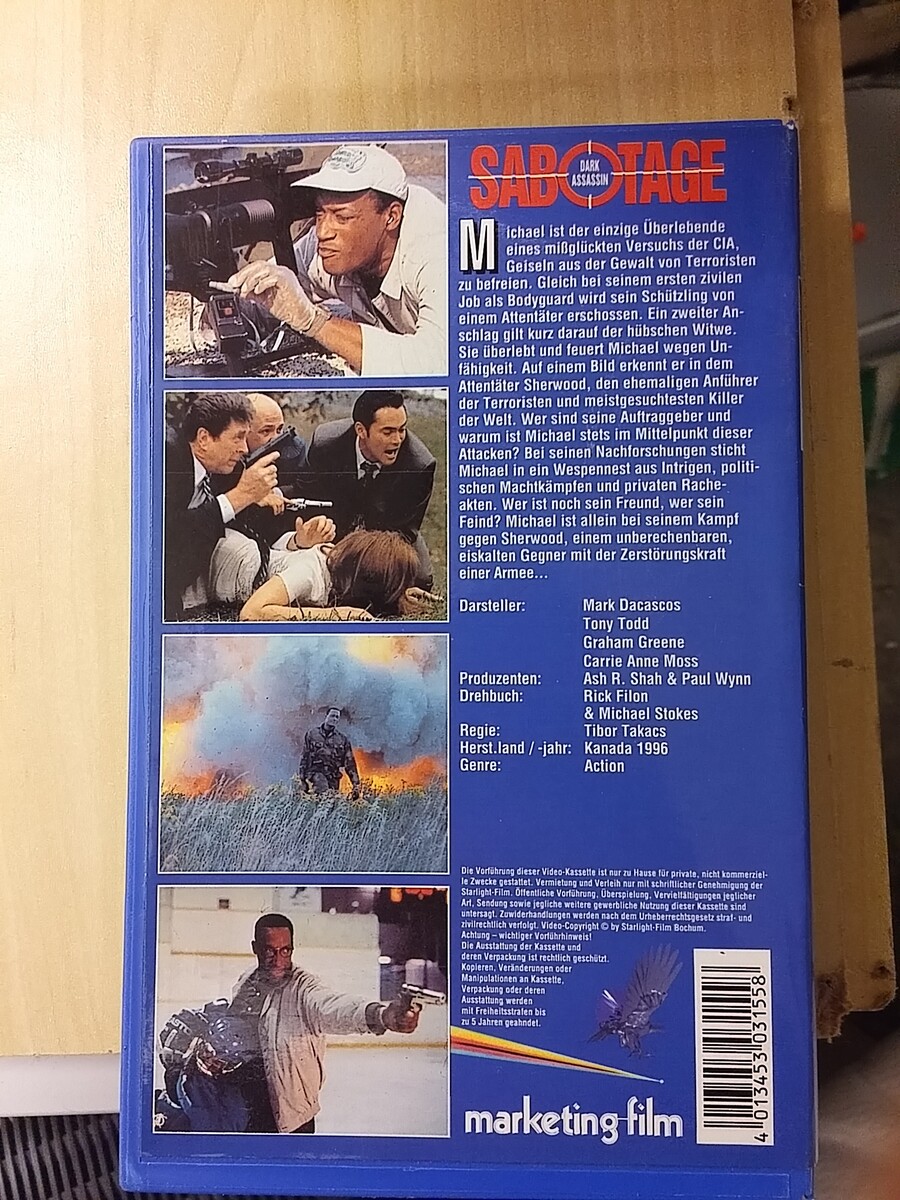 SABOTAGE
DARK
ASSASSIN
Michael ist der einzige Überlebende
eines mißglückten Versuchs der CIA,
Geiseln aus der Gewalt von Terroristen
zu befreien. Gleich bei seinem ersten zivilen
Job als Bodyguard wird sein Schützling von
einem Attentäter erschossen. Ein zweiter An-
schlag gilt kurz darauf der hübschen Witwe.
Sie überlebt und feuert Michael wegen Un-
fähigkeit. Auf einem Bild erkennt er in dem
Attentäter Sherwood, den ehemaligen Anführer
der Terroristen und meistgesuchtesten Killer
der Welt. Wer sind seine Auftraggeber und
warum ist Michael stets im Mittelpunkt dieser
Attacken? Bei seinen Nachforschungen sticht
Michael in ein Wespennest aus Intrigen, politi-
schen Machtkämpfen und privaten Rache-
akten. Wer ist noch sein Freund, wer sein
Feind? Michael ist allein bei seinem Kampf
gegen Sherwood, einem unberechenbaren,
eiskalten Gegner mit der Zerstörungskraft
einer Armee...
Darsteller: Mark Dacascos
Tony Todd
Graham Greene
Carrie Anne Moss
Produzenten: Ash R. Shah & Paul Wynn
Drehbuch: Rick Filon
& Michael Stokes
Regie: Tibor Takacs
Herst.land / -jahr: Kanada 1996
Genre: Action
Die Vorführung dieser Video-Kassette ist nur zu Hause für private, nicht kommerziel-
le Zwecke gestattet. Vermietung und Verleih nur mit schriftlicher Genehmigung der
Starlight-Film. Öffentliche Vorführung, Überspielung, Vervielfältigungen jeglicher
Art, Sendung sowie jegliche weitere gewerbliche Nutzung dieser Kassette sind
untersagt. Zuwiderhandlungen werden nach dem Urheberrechtsgesetz straf- und
zivilrechtlich verfolgt. Video-Copyright © by Starlight-Film Bochum.
Achtung – wichtiger Vorführhinweis!
Die Ausstattung der Kassette und
deren Verpackung ist rechtlich geschützt.
Kopieren, Veränderungen oder
Manipulationen an Kassette,
Verpackung oder deren
Ausstattung werden
mit Freiheitsstrafen bis
zu 5 Jahren geahndet.
marketing-film
4 013453 031558